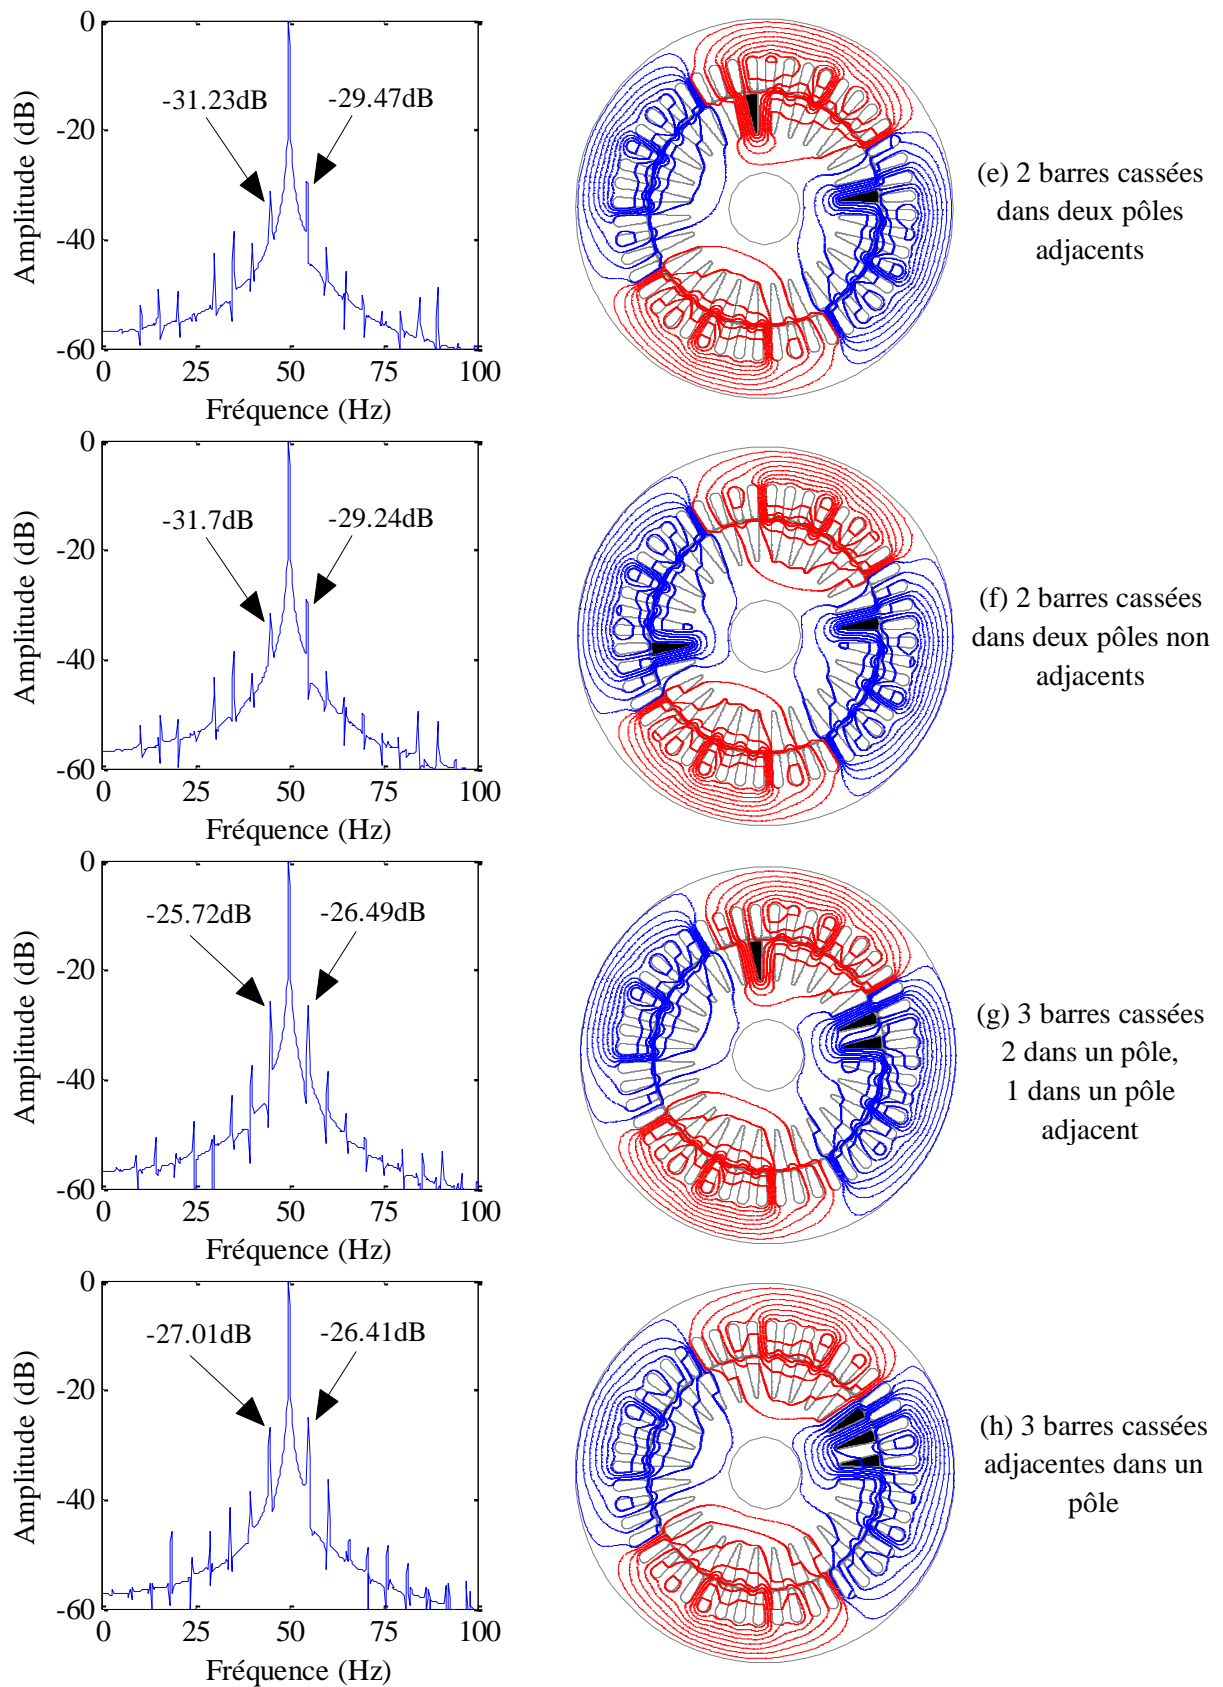 0
-20
-40
-60
Amplitude (dB)
-31.23dB
-29.47dB
0 25 50 75 100
Fréquence (Hz)
(e) 2 barres cassées
dans deux pôles
adjacents
0
-20
-40
-60
Amplitude (dB)
-31.7dB
-29.24dB
0 25 50 75 100
Fréquence (Hz)
(f) 2 barres cassées
dans deux pôles non
adjacents
0
-20
-40
-60
Amplitude (dB)
-25.72dB
-26.49dB
0 25 50 75 100
Fréquence (Hz)
(g) 3 barres cassées
2 dans un pôle,
1 dans un pôle
adjacent
0
-20
-40
-60
Amplitude (dB)
-27.01dB
-26.41dB
0 25 50 75 100
Fréquence (Hz)
(h) 3 barres cassées
adjacentes dans un
pôle